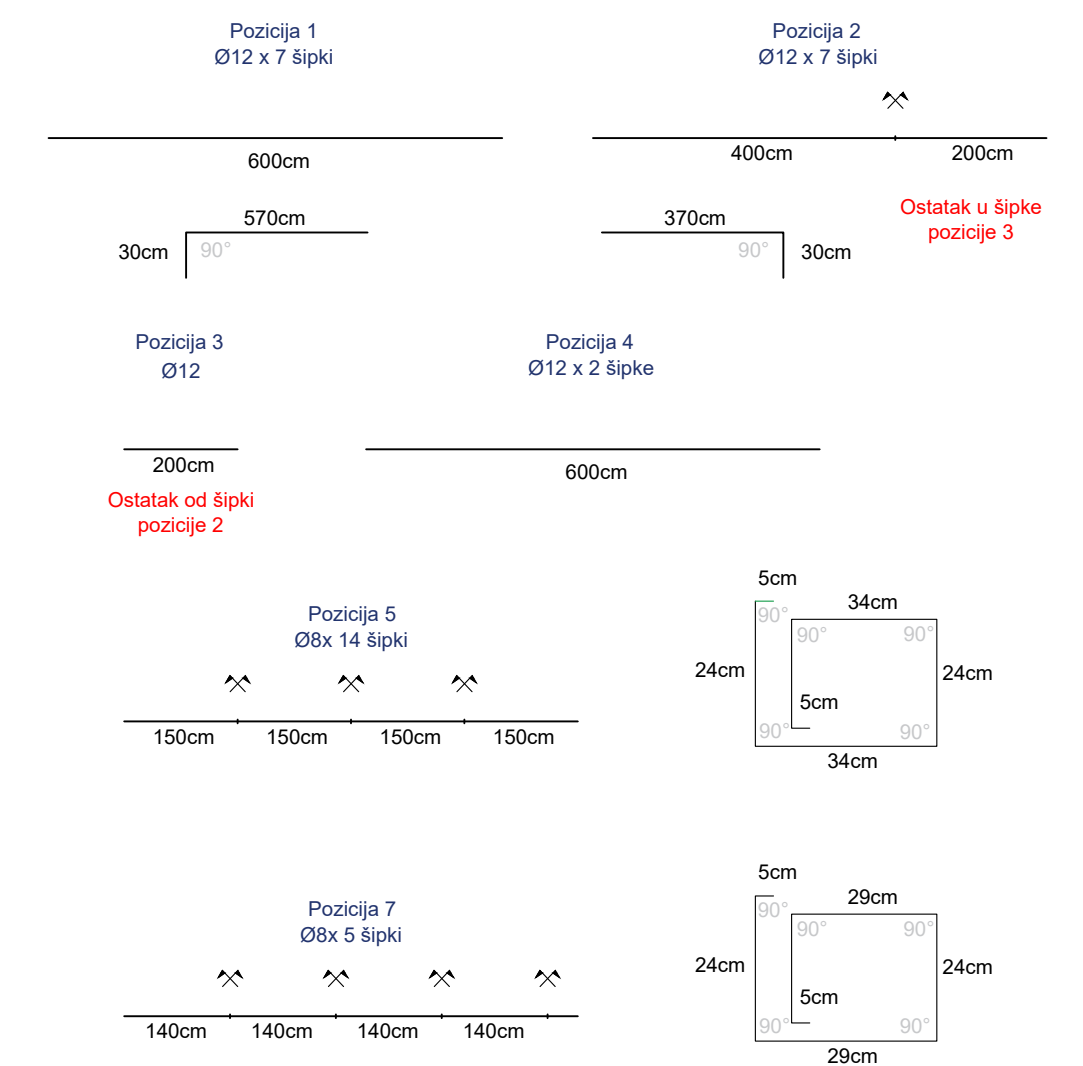 Pozicija 1
Ø12 x 7 šipki
600cm
570cm
30cm
90°
Pozicija 2
Ø12 x 7 šipki
400cm
200cm
Ostatak u šipke
pozicije 3
370cm
90°
30cm
Pozicija 3
Ø12
200cm
Ostatak od šipki
pozicije 2
Pozicija 4
Ø12 x 2 šipke
600cm
Pozicija 5
Ø8x 14 šipki
150cm
150cm
150cm
150cm
5cm
34cm
90°
90°
90°
24cm
24cm
5cm
90°
90°
34cm
Pozicija 7
Ø8x 5 šipki
140cm
140cm
140cm
140cm
5cm
29cm
90°
90°
90°
24cm
24cm
5cm
90°
90°
29cm